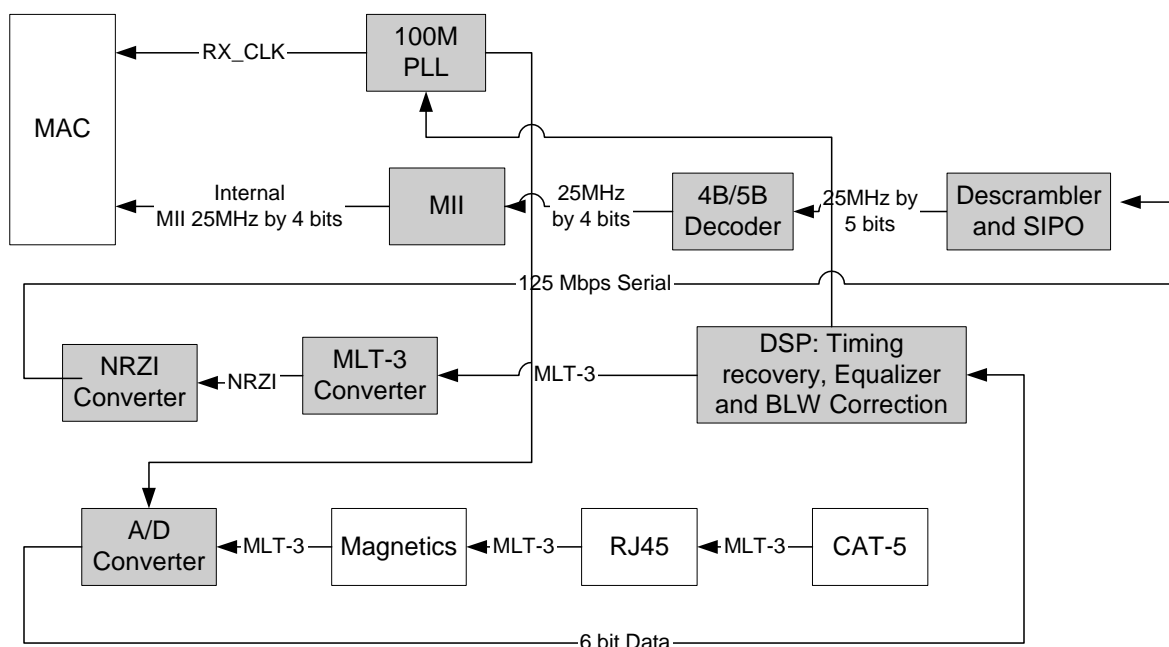 100M
PLL
RX_CLK
MAC
Internal
MII 25MHz by 4 bits
MII
25MHz
by 4 bits
4B/5B
Decoder
25MHz by
5 bits
Descrambler
and SIPO
125 Mbps Serial
NRZI
Converter
NRZI
MLT-3
Converter
MLT-3
DSP: Timing
recovery, Equalizer
and BLW Correction
A/D
Converter
MLT-3
Magnetics
MLT-3
RJ45
MLT-3
CAT-5
6 bit Data